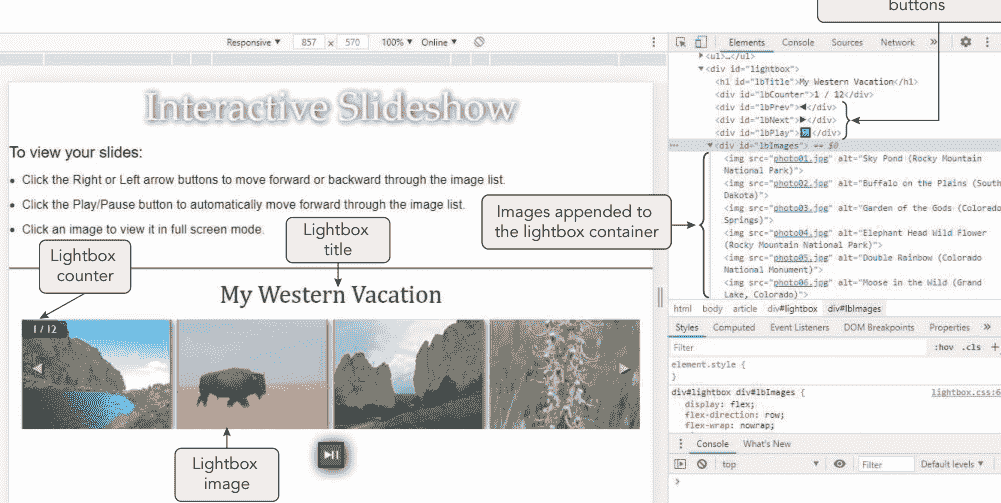 buttons
Responsive ▼ 857 x 570 100% ▼ Online ▼
Elements Console Sources Network »
Interactive Slideshow
To view your slides:
• Click the Right or Left arrow buttons to move forward or backward through the image list.
• Click the Play/Pause button to automatically move forward through the image list.
• Click an image to view it in full screen mode.
Lightbox
counter
Lightbox
title
Images appended to
the lightbox container
My Western Vacation
1 / 12
Lightbox
image
▶<ul>…</ul>
▼<div id="lightbox">
<h1 id="lbTitle">My Western Vacation</h1>
<div id="lbCounter">1 / 12</div>
<div id="lbPrev">◀</div>
<div id="lbNext">▶</div>
<div id="lbPlay">⏯</div>
▼<div id="lbImages"> == $0
<img src="photo01.jpg" alt="Sky Pond (Rocky Mountain
National Park)">
<img src="photo02.jpg" alt="Buffalo on the Plains (South
Dakota)">
<img src="photo03.jpg" alt="Garden of the Gods (Colorado
Springs)">
<img src="photo04.jpg" alt="Elephant Head Wild Flower
(Rocky Mountain National Park)">
<img src="photo05.jpg" alt="Double Rainbow (Colorado
National Monument)">
<img src="photo06.jpg" alt="Moose in the Wild (Grand
Lake, Colorado)">
html body article div#lightbox div#lbImages
Styles Computed Event Listeners DOM Breakpoints Properties »
Filter :hov .cls +
element.style {
}
div#lightbox div#lbImages { lightbox.css:6
display: flex;
flex-direction: row;
flex-wrap: nowrap;
Console What's New
top ▼ Filter Default levels ▼
>